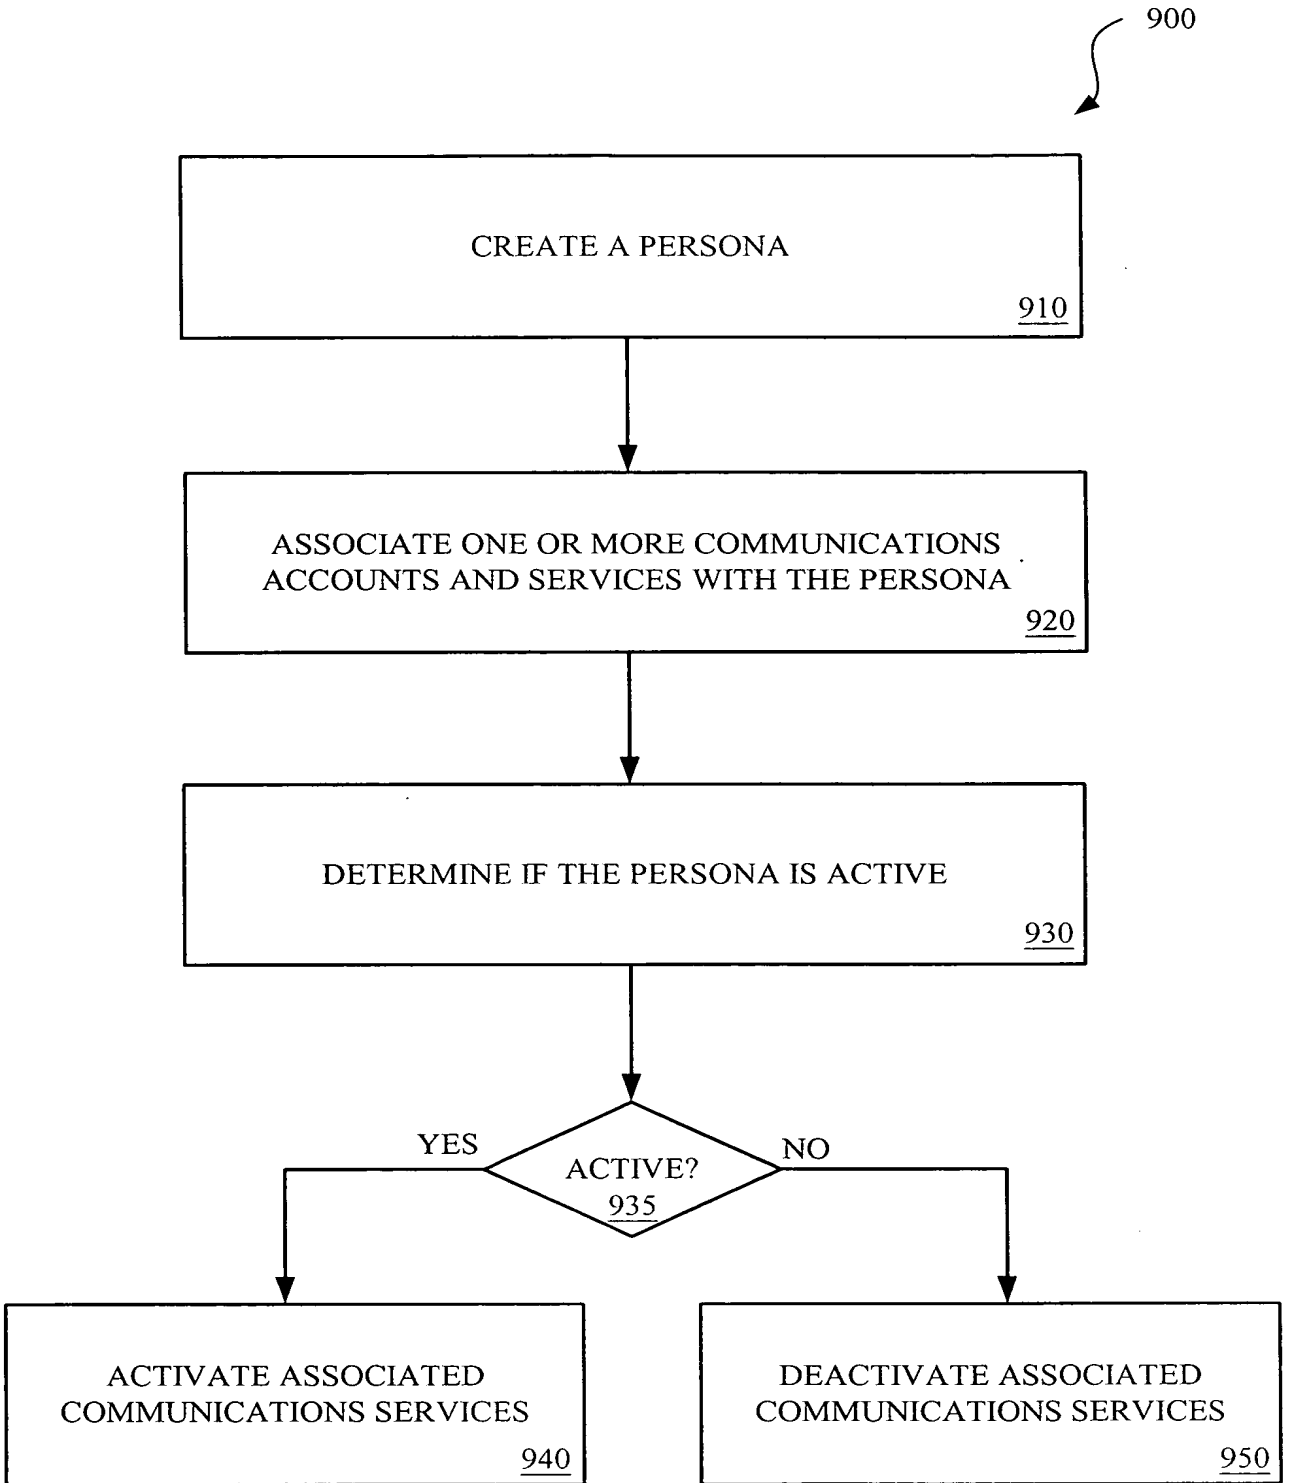 900
CREATE A PERSONA
910
ASSOCIATE ONE OR MORE COMMUNICATIONS
ACCOUNTS AND SERVICES WITH THE PERSONA
920
DETERMINE IF THE PERSONA IS ACTIVE
930
YES
NO
ACTIVE?
935
ACTIVATE ASSOCIATED
COMMUNICATIONS SERVICES
940
DEACTIVATE ASSOCIATED
COMMUNICATIONS SERVICES
950